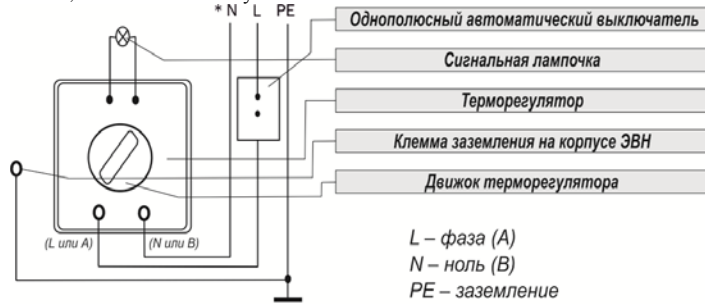 * N L PE
Однополюсный автоматический выключатель
Сигнальная лампочка
Терморегулятор
Клемма заземления на корпусе ЭВН
Движок терморегулятора
(L или A) (N или B)
L – фаза (A)
N – ноль (B)
PE – заземление